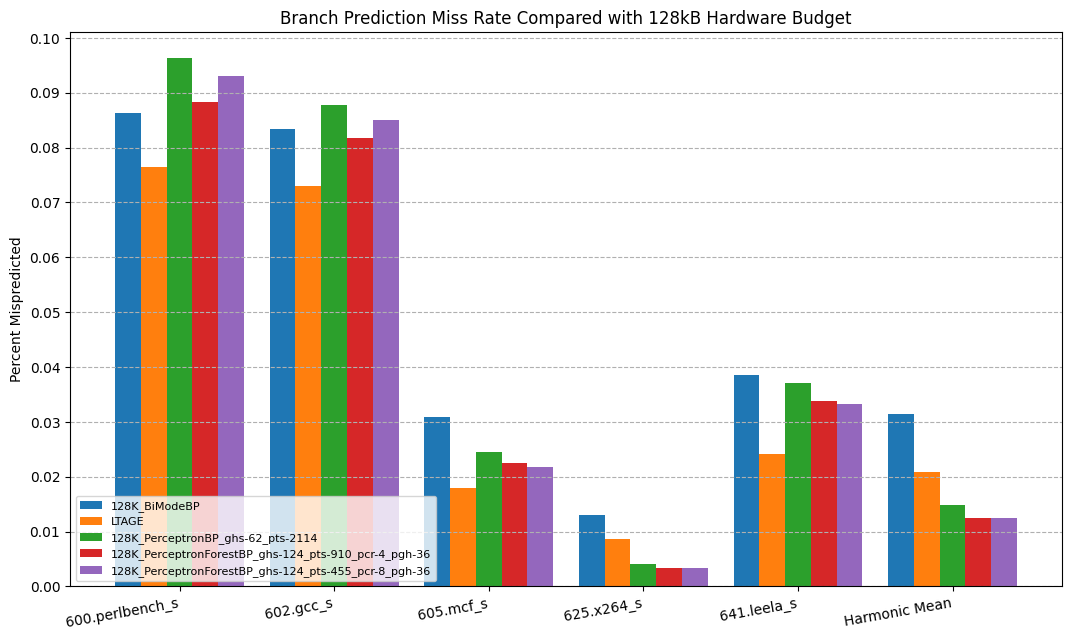 Branch Prediction Miss Rate Compared with 128kB Hardware Budget
Percent Mispredicted
0.10
0.09
0.08
0.07
0.06
0.05
0.04
0.03
0.02
0.01
0.00
128K_BiModeBP
LTAGE
128K_PerceptronBP_ghs-62_pts-2114
128K_PerceptronForestBP_ghs-124_pts-910_pcr-4_pgh-36
128K_PerceptronForestBP_ghs-124_pts-455_pcr-8_pgh-36
600.perlbench_s
602.gcc_s
605.mcf_s
625.x264_s
641.leela_s
Harmonic Mean